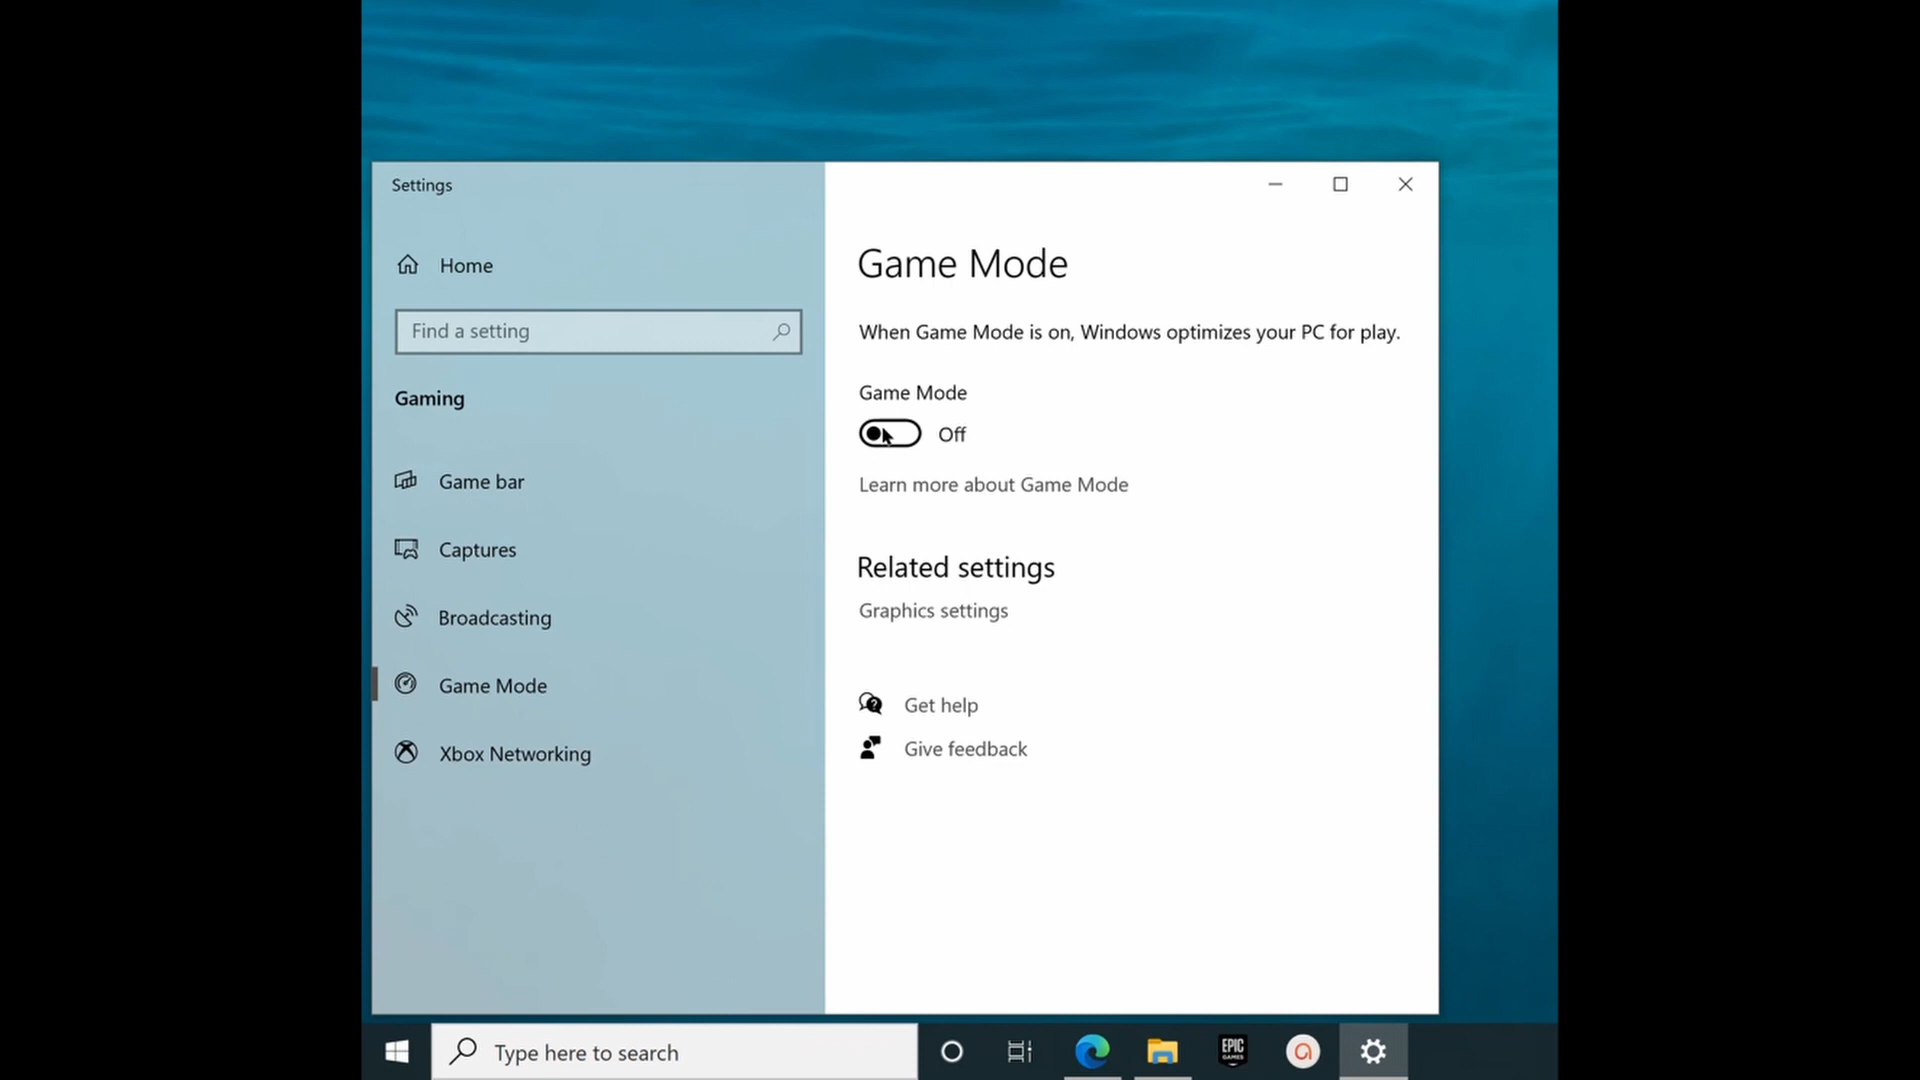 Settings
Home
Find a setting
Gaming
Game bar
Captures
Broadcasting
Game Mode
Xbox Networking
Game Mode
When Game Mode is on, Windows optimizes your PC for play.
Game Mode
Off
Learn more about Game Mode
Related settings
Graphics settings
Get help
Give feedback
Type here to search
EPIC
GAMES